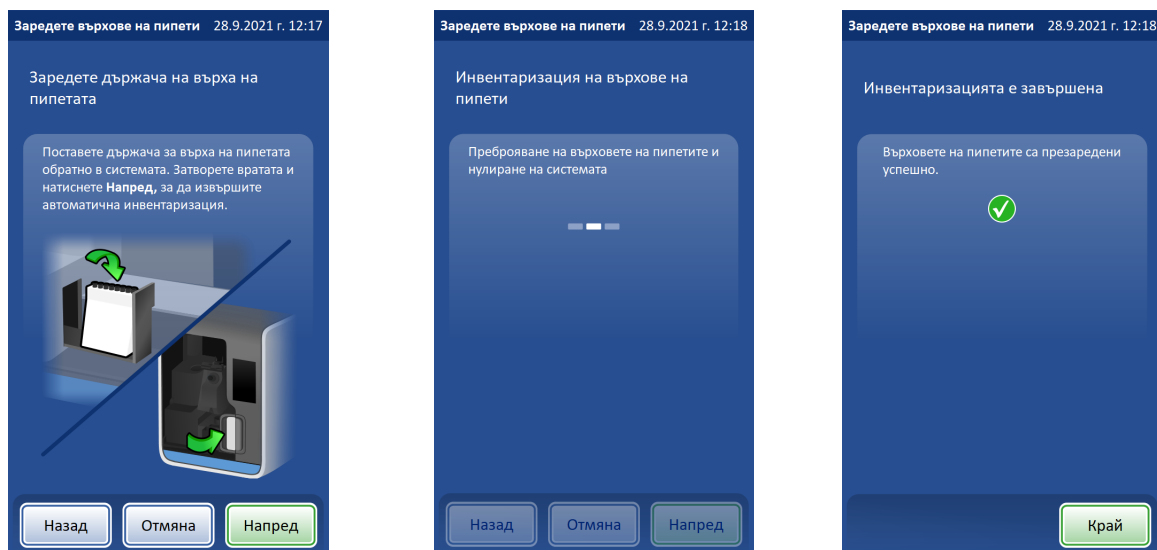 Заредете върхове на пипети 28.9.2021 г. 12:17
Заредете държача на върха на
пипетата
Поставете държача за върха на пипетата
обратно в системата. Затворете вратата и
натиснете Напред, за да извършите
автоматична инвентаризация.
Назад Отмяна Напред
Заредете върхове на пипети 28.9.2021 г. 12:18
Инвентаризация на върхове на
пипети
Преброяване на върховете на пипетите и
нулиране на системата
Назад Отмяна Напред
Заредете върхове на пипети 28.9.2021 г. 12:18
Инвентаризацията е завършена
Върховете на пипетите са презаредени
успешно.
Край